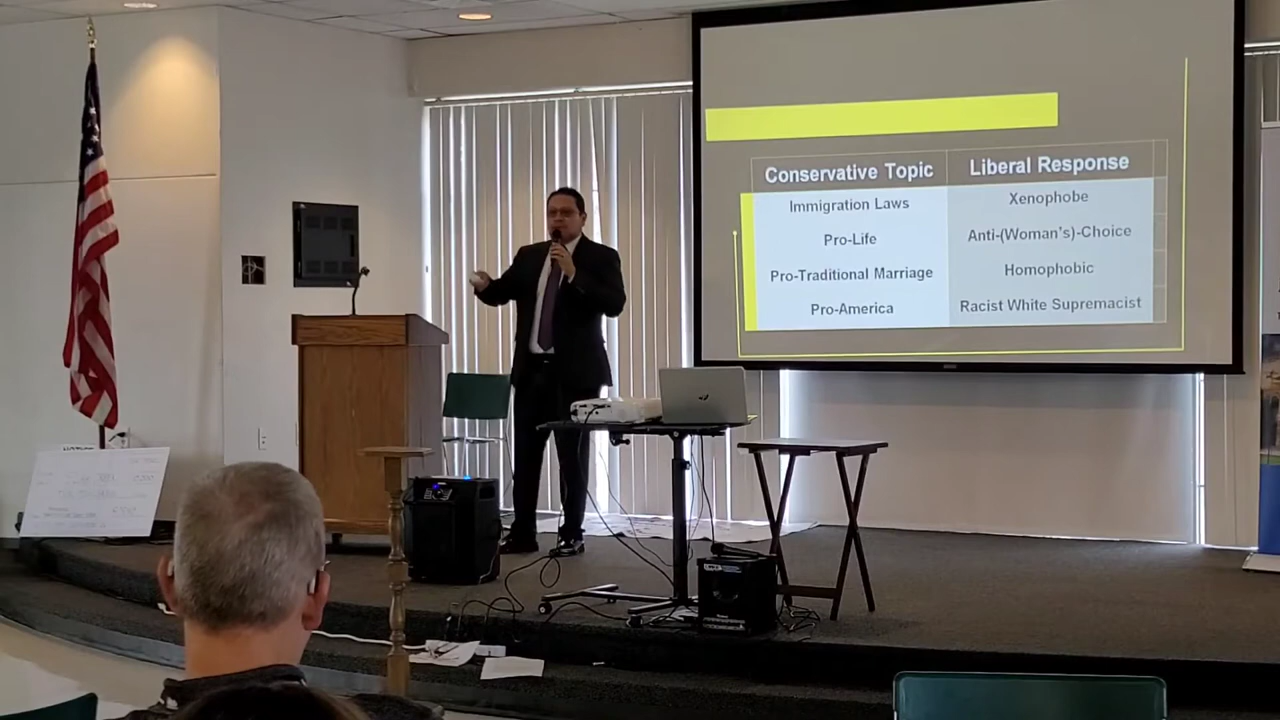 Conservative Topic Liberal Response
Immigration Laws Xenophobe
Pro-Life Anti-(Woman's)-Choice
Pro-Traditional Marriage Homophobic
Pro-America Racist White Supremacist